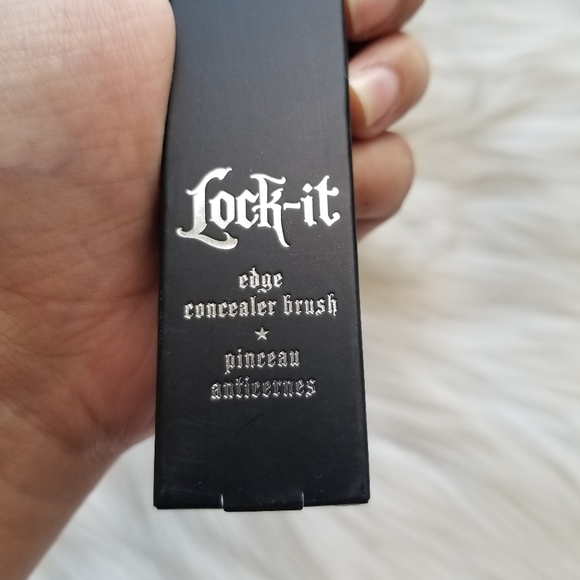 Lock-it
edge
concealer brush
pinceau
anticernes